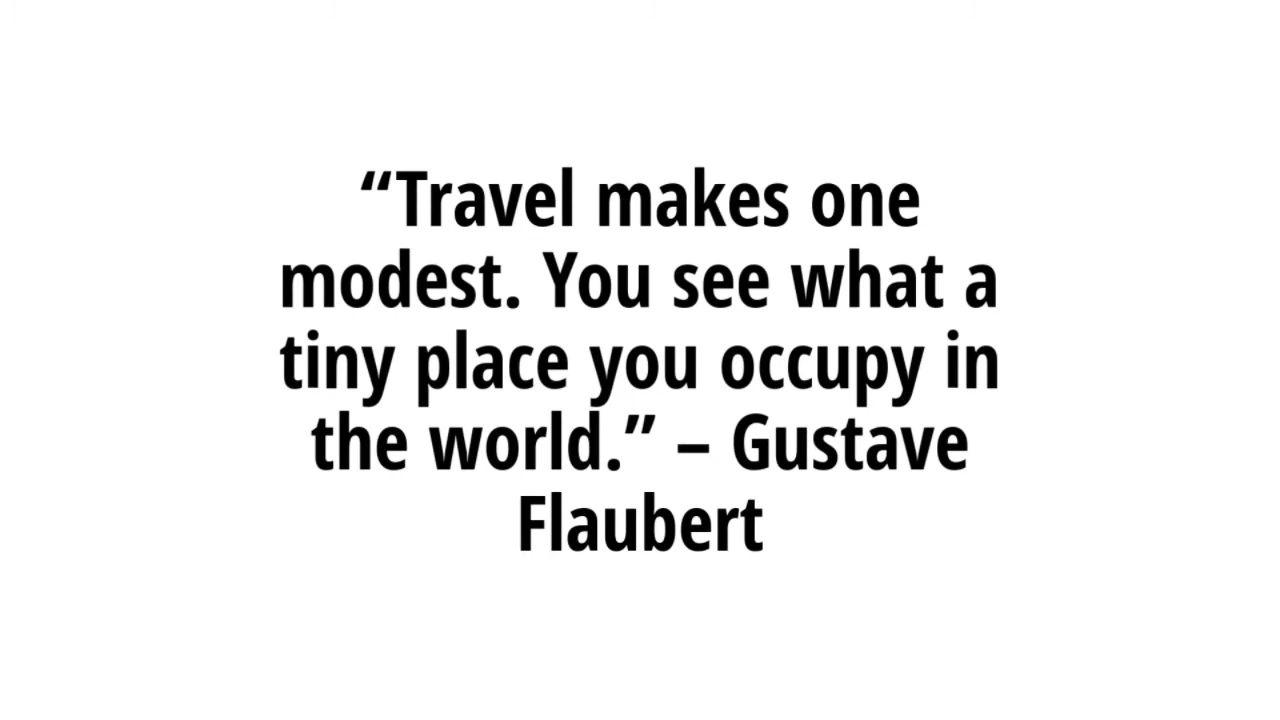 “Travel makes one
modest. You see what a
tiny place you occupy in
the world.” – Gustave
Flaubert